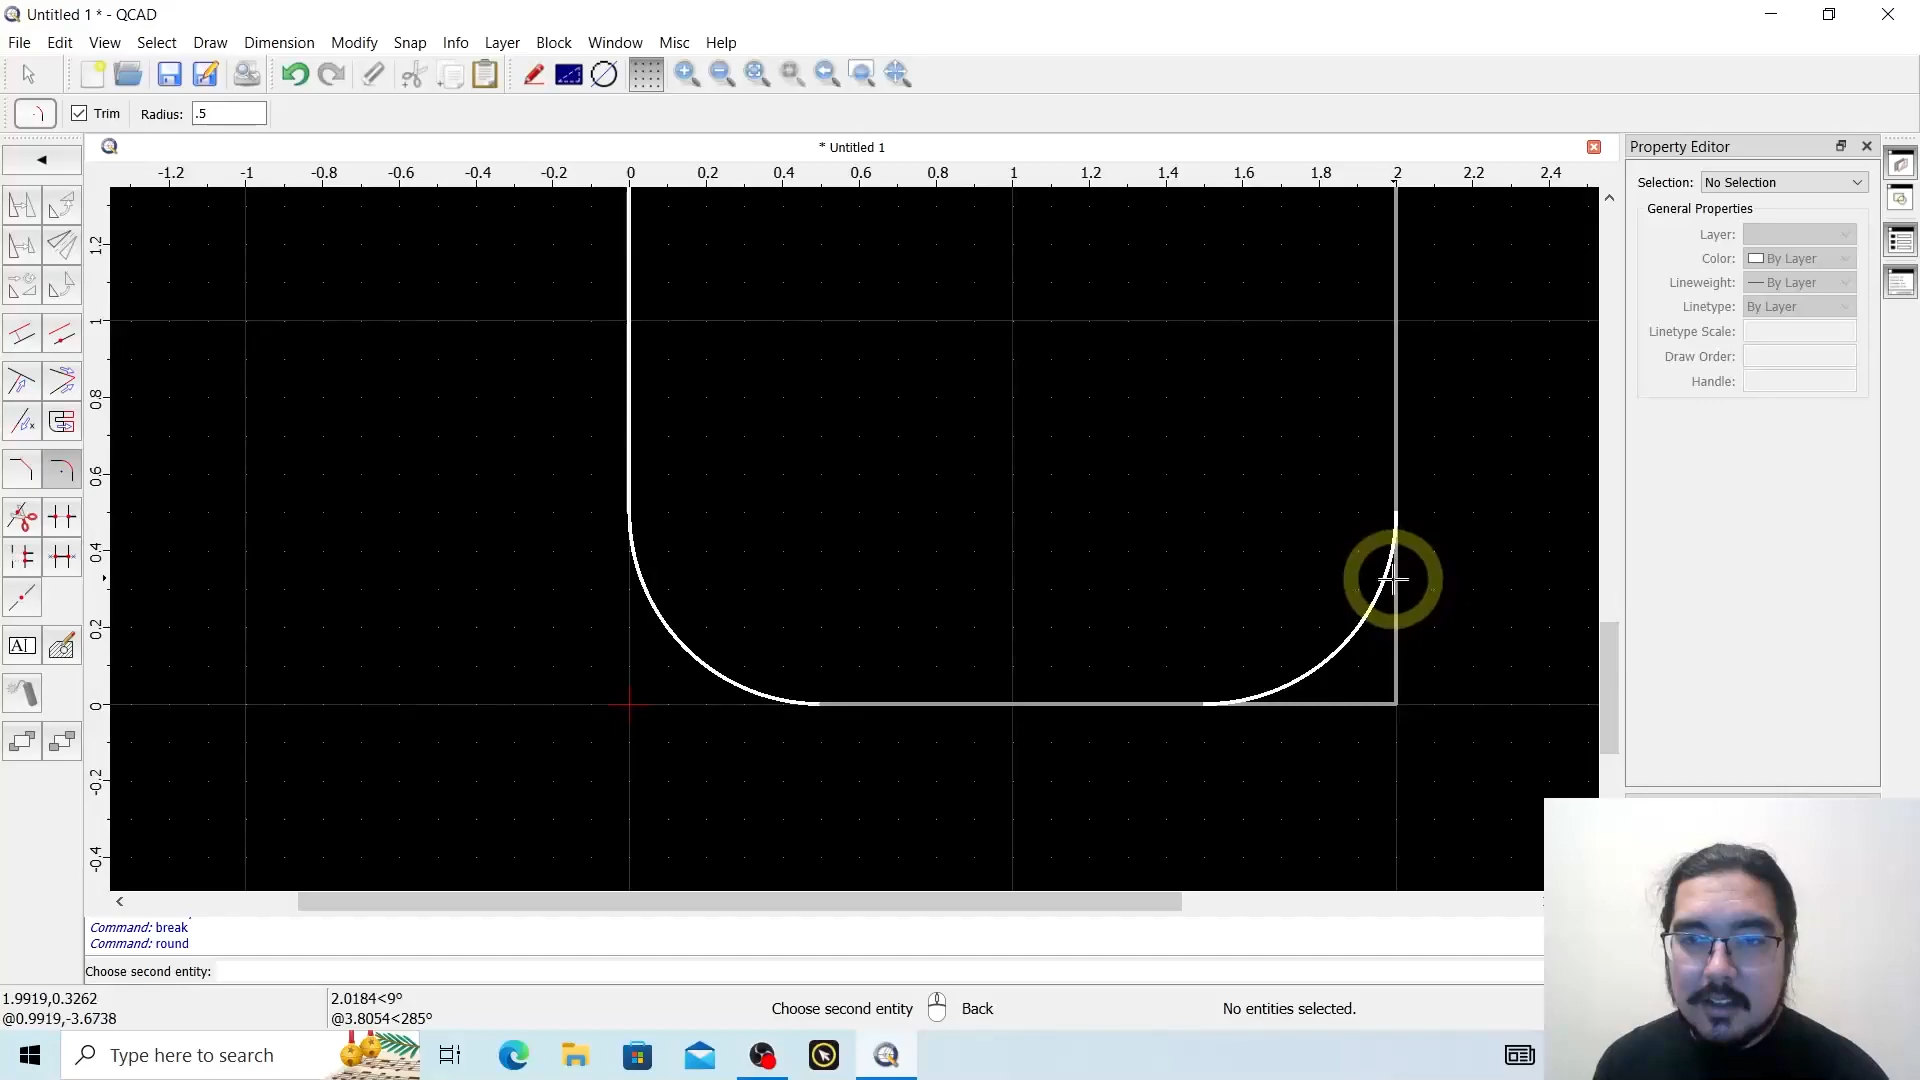 Untitled 1 * - QCAD
File Edit View Select Draw Dimension Modify Snap Info Layer Block Window Misc Help
Trim Radius: .5
* Untitled 1
Property Editor
-1.2 -1 -0.8 -0.6 -0.4 -0.2 0 0.2 0.4 0.6 0.8 1 1.2 1.4 1.6 1.8 2 2.2 2.4
Selection: No Selection
General Properties
Layer:
Color: By Layer
Lineweight: By Layer
Linetype: By Layer
Linetype Scale:
Draw Order:
Handle:
1.2
1
0.8
0.6
0.4
0.2
0
-0.2
-0.4
AI
Command: break
Command: round
Choose second entity:
1.9919,0.3262
@0.9919,-3.6738
2.0184<9°
@3.8054<285°
Choose second entity Back No entities selected.
Type here to search